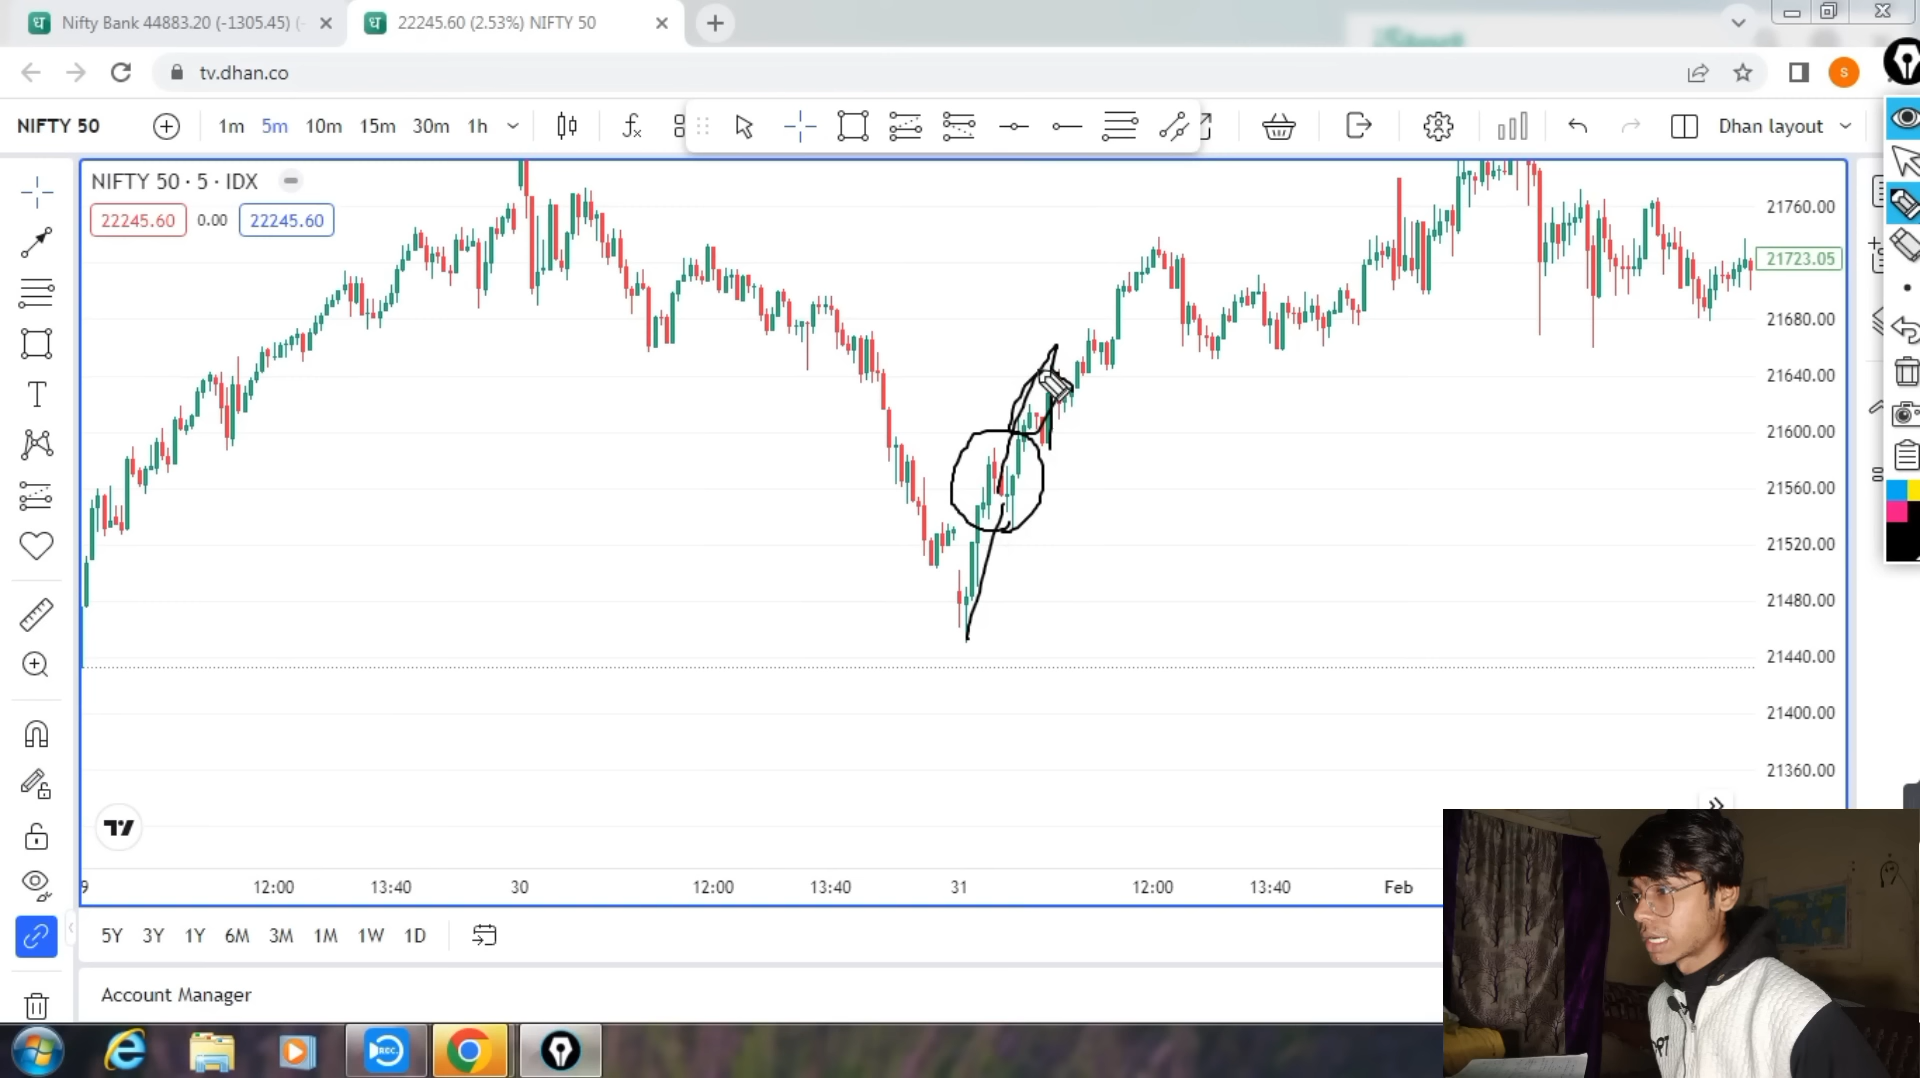 Nifty Bank 44883.20 (-1305.45) (-
22245.60 (2.53%) NIFTY 50
tv.dhan.co
S
NIFTY 50
1m 5m 10m 15m 30m 1h
Dhan layout
NIFTY 50 · 5 · IDX
22245.60 0.00 22245.60
21760.00
21723.05
21680.00
21640.00
21600.00
21560.00
21520.00
21480.00
21440.00
21400.00
21360.00
9 12:00 13:40 30 12:00 13:40 31 12:00 13:40 Feb
5Y 3Y 1Y 6M 3M 1M 1W 1D
Account Manager
REC